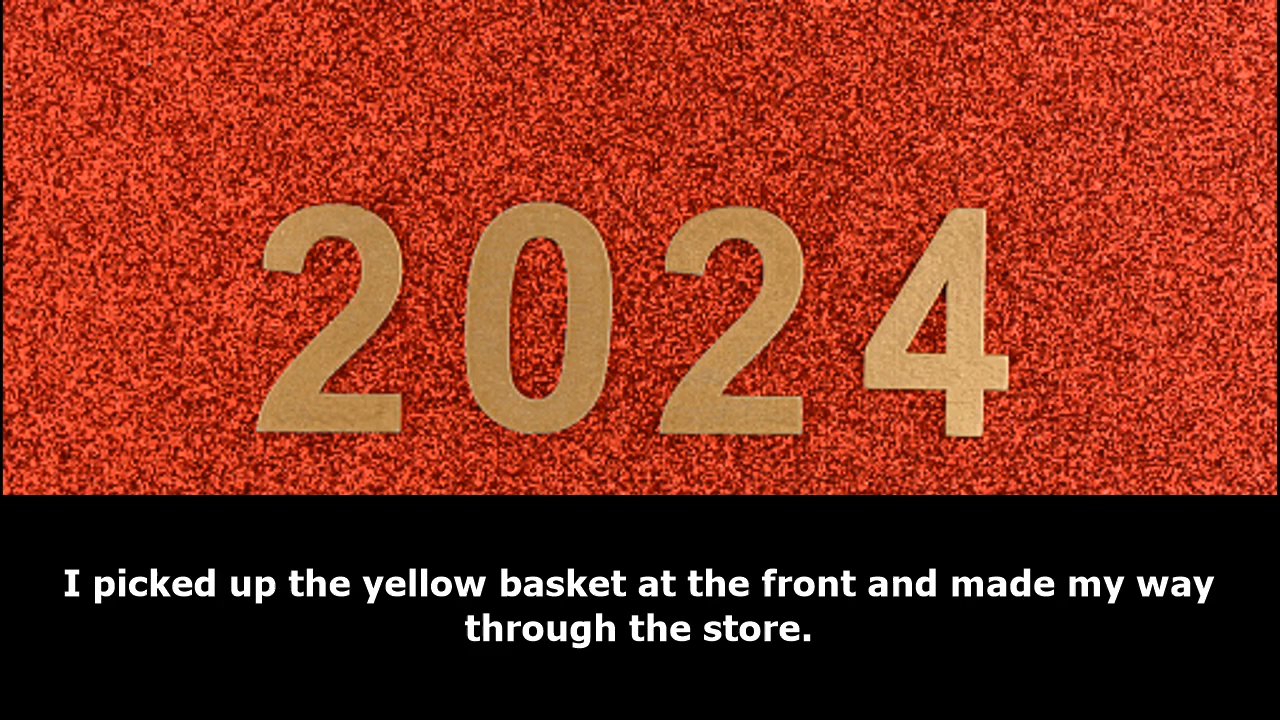 2024
I picked up the yellow basket at the front and made my way
through the store.